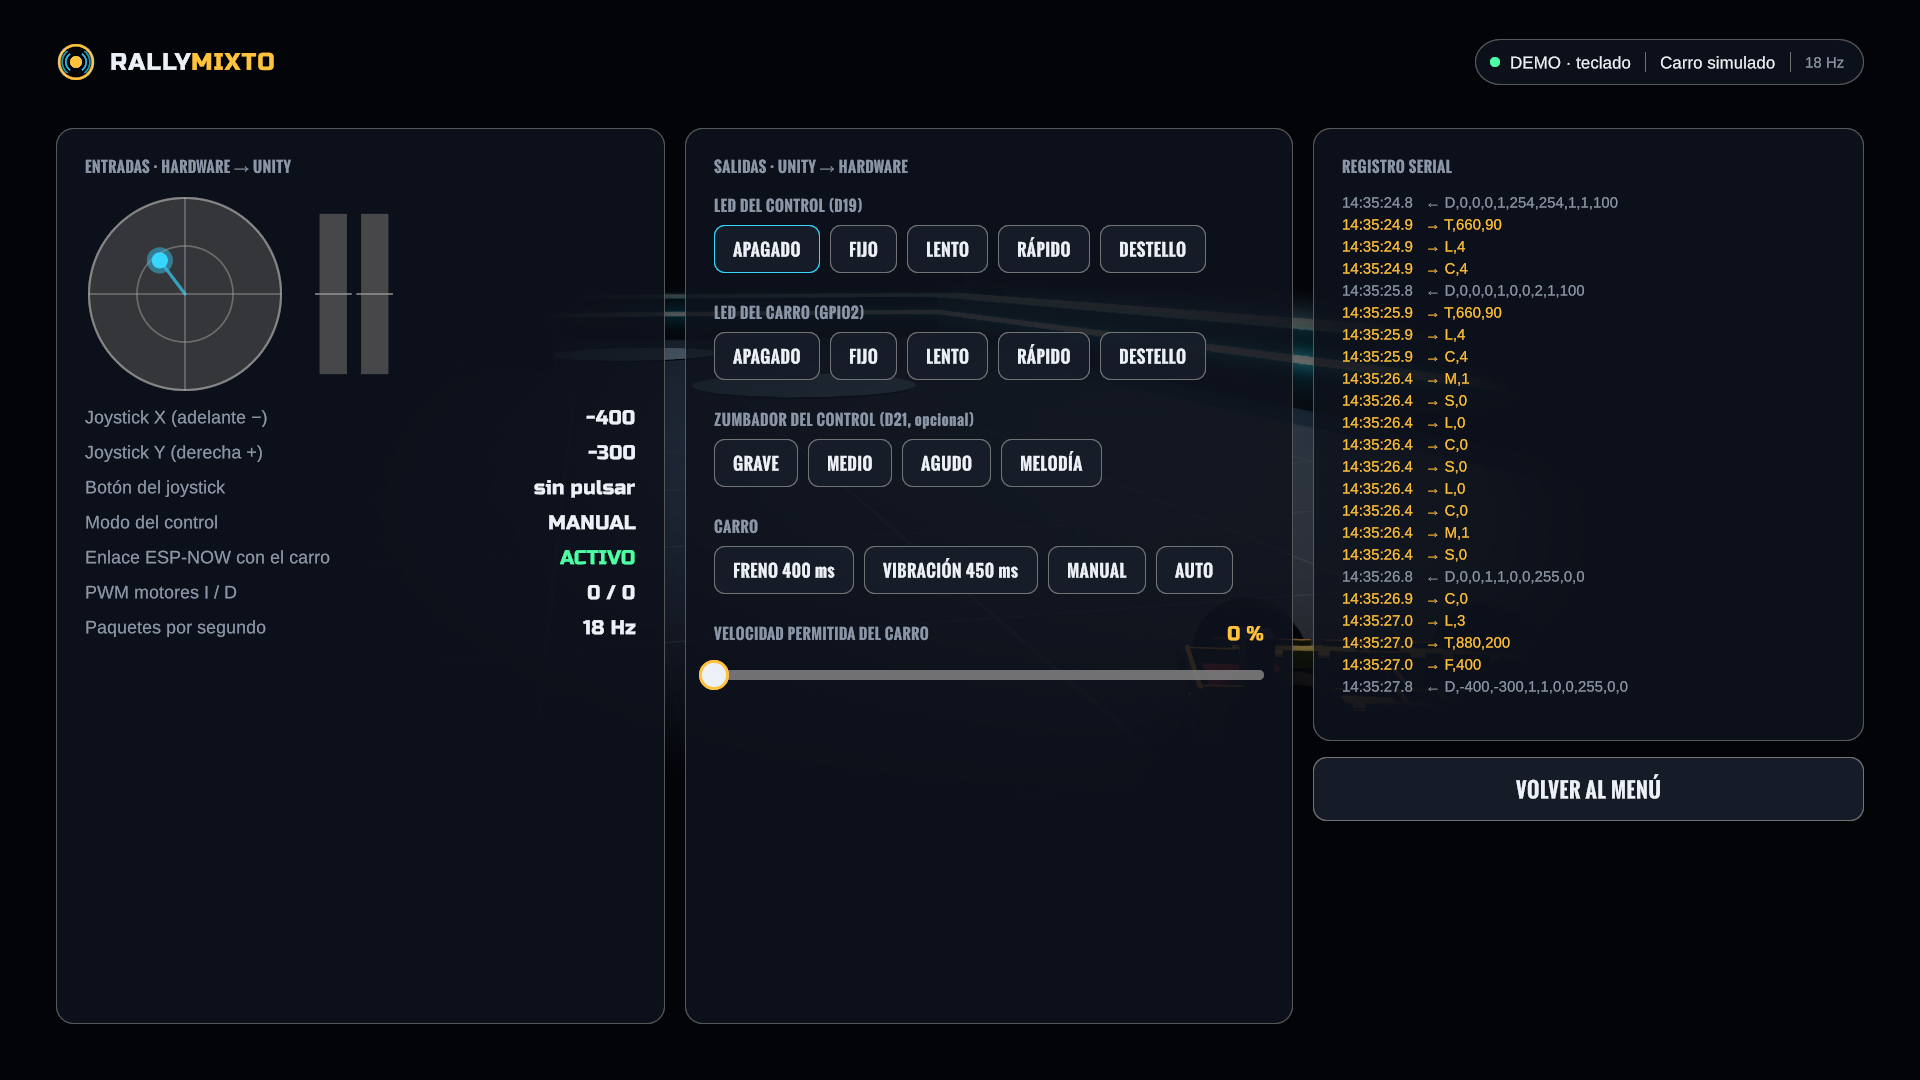 RALLYMIXTO
DEMO · teclado | Carro simulado | 18 Hz
ENTRADAS · HARDWARE → UNITY
Joystick X (adelante −) -400
Joystick Y (derecha +) -300
Botón del joystick sin pulsar
Modo del control MANUAL
Enlace ESP-NOW con el carro ACTIVO
PWM motores I / D 0 / 0
Paquetes por segundo 18 Hz
SALIDAS · UNITY → HARDWARE
LED DEL CONTROL (D19)
APAGADO FIJO LENTO RÁPIDO DESTELLO
LED DEL CARRO (GPIO2)
APAGADO FIJO LENTO RÁPIDO DESTELLO
ZUMBADOR DEL CONTROL (D21, opcional)
GRAVE MEDIO AGUDO MELODÍA
CARRO
FRENO 400 ms VIBRACIÓN 450 ms MANUAL AUTO
VELOCIDAD PERMITIDA DEL CARRO 0 %
REGISTRO SERIAL
14:35:24.8 ← D,0,0,0,1,254,254,1,1,100
14:35:24.9 → T,660,90
14:35:24.9 → L,4
14:35:24.9 → C,4
14:35:25.8 ← D,0,0,0,1,0,0,2,1,100
14:35:25.9 → T,660,90
14:35:25.9 → L,4
14:35:25.9 → C,4
14:35:26.4 → M,1
14:35:26.4 → S,0
14:35:26.4 → L,0
14:35:26.4 → C,0
14:35:26.4 → S,0
14:35:26.4 → L,0
14:35:26.4 → C,0
14:35:26.4 → M,1
14:35:26.4 → S,0
14:35:26.8 ← D,0,0,1,1,0,0,255,0,0
14:35:26.9 → C,0
14:35:27.0 → L,3
14:35:27.0 → T,880,200
14:35:27.0 → F,400
14:35:27.8 ← D,-400,-300,1,1,0,0,255,0,0
VOLVER AL MENÚ